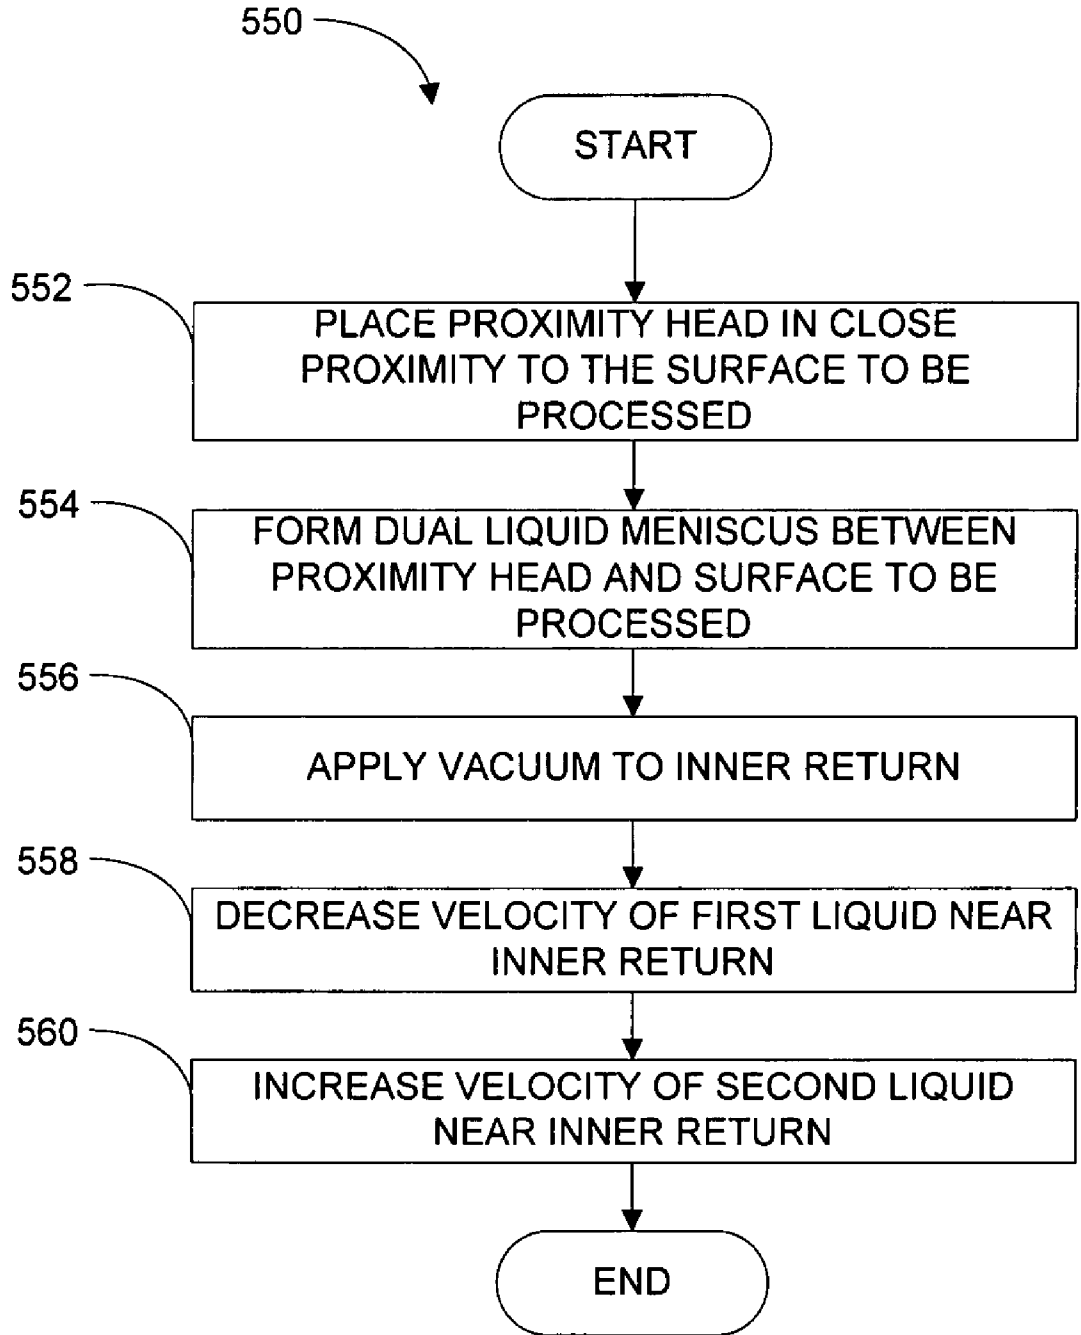 550
START
552
PLACE PROXIMITY HEAD IN CLOSE
PROXIMITY TO THE SURFACE TO BE
PROCESSED
554
FORM DUAL LIQUID MENISCUS BETWEEN
PROXIMITY HEAD AND SURFACE TO BE
PROCESSED
556
APPLY VACUUM TO INNER RETURN
558
DECREASE VELOCITY OF FIRST LIQUID NEAR
INNER RETURN
560
INCREASE VELOCITY OF SECOND LIQUID
NEAR INNER RETURN
END